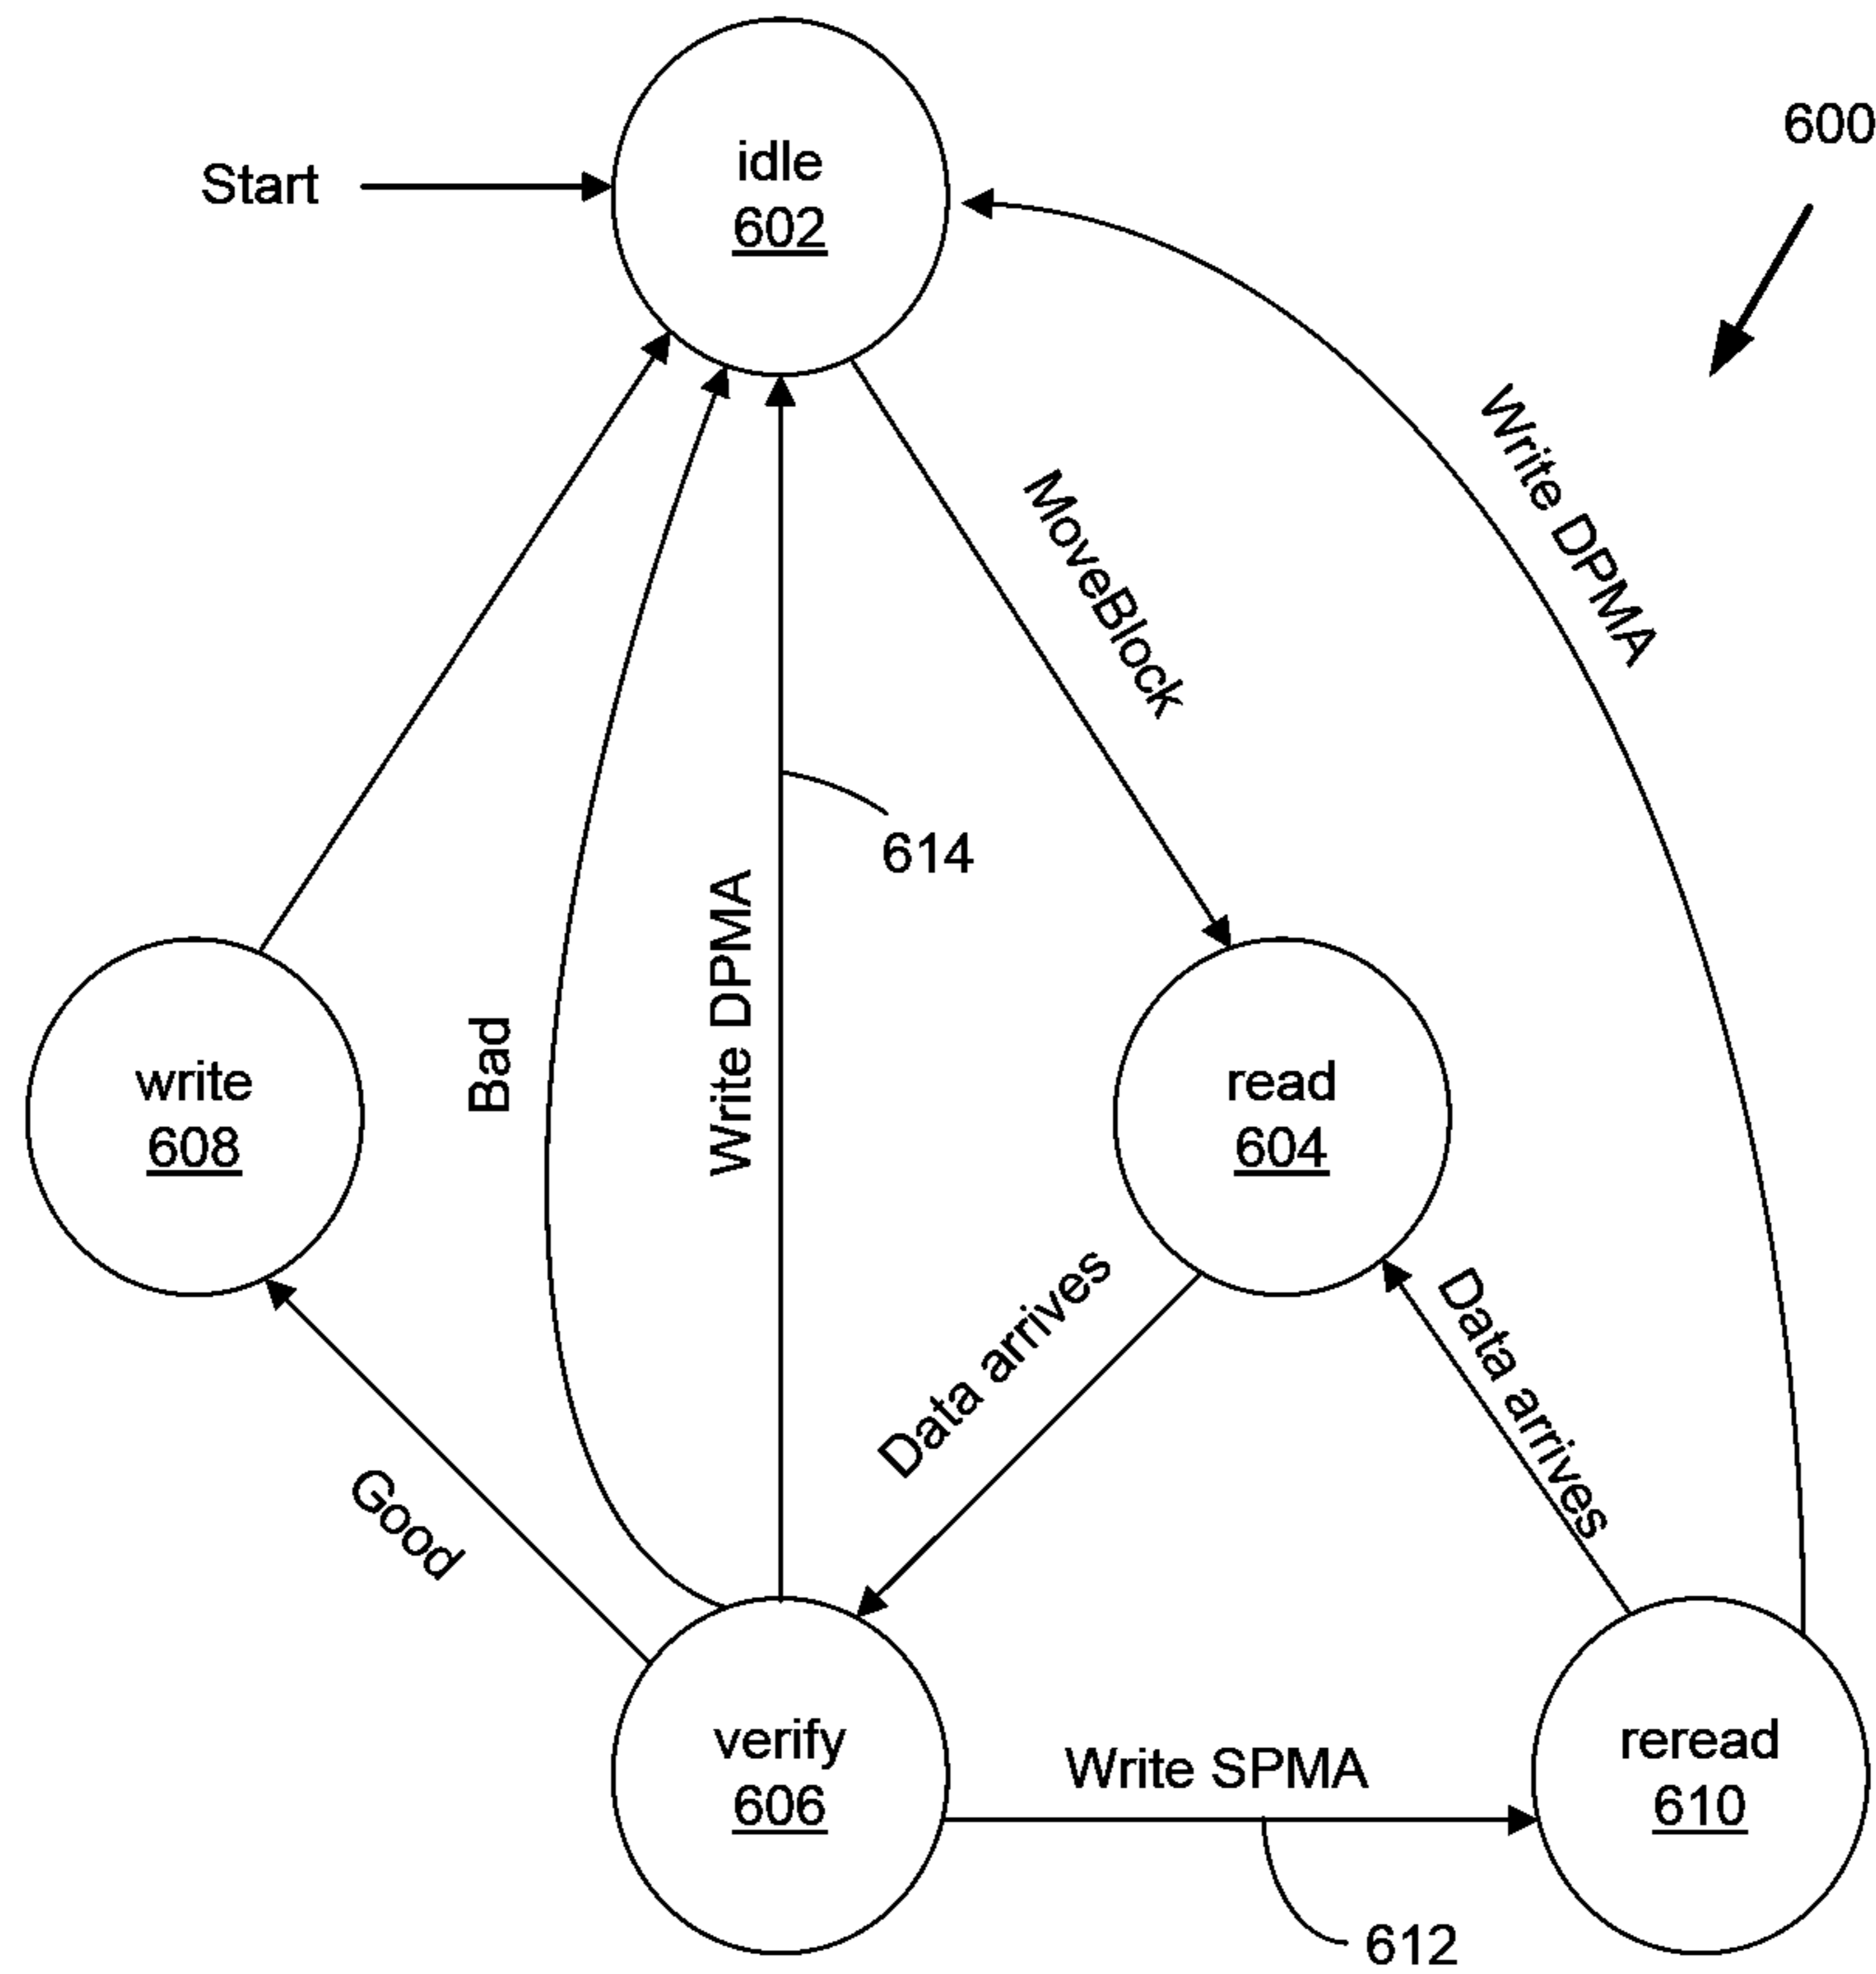 600
Start
idle
602
Write DPMA
MoveBlock
614
Write DPMA
Bad
write
608
read
604
Data arrives
Data arrives
Good
verify
606
Write SPMA
reread
610
612